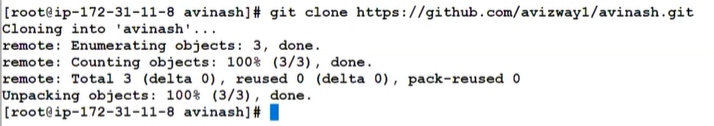 [root@ip-172-31-11-8 avinash]# git clone https://github.com/avizway1/avinash.git
Cloning into 'avinash'...
remote: Enumerating objects: 3, done.
remote: Counting objects: 100% (3/3), done.
remote: Total 3 (delta 0), reused 0 (delta 0), pack-reused 0
Unpacking objects: 100% (3/3), done.
[root@ip-172-31-11-8 avinash]#